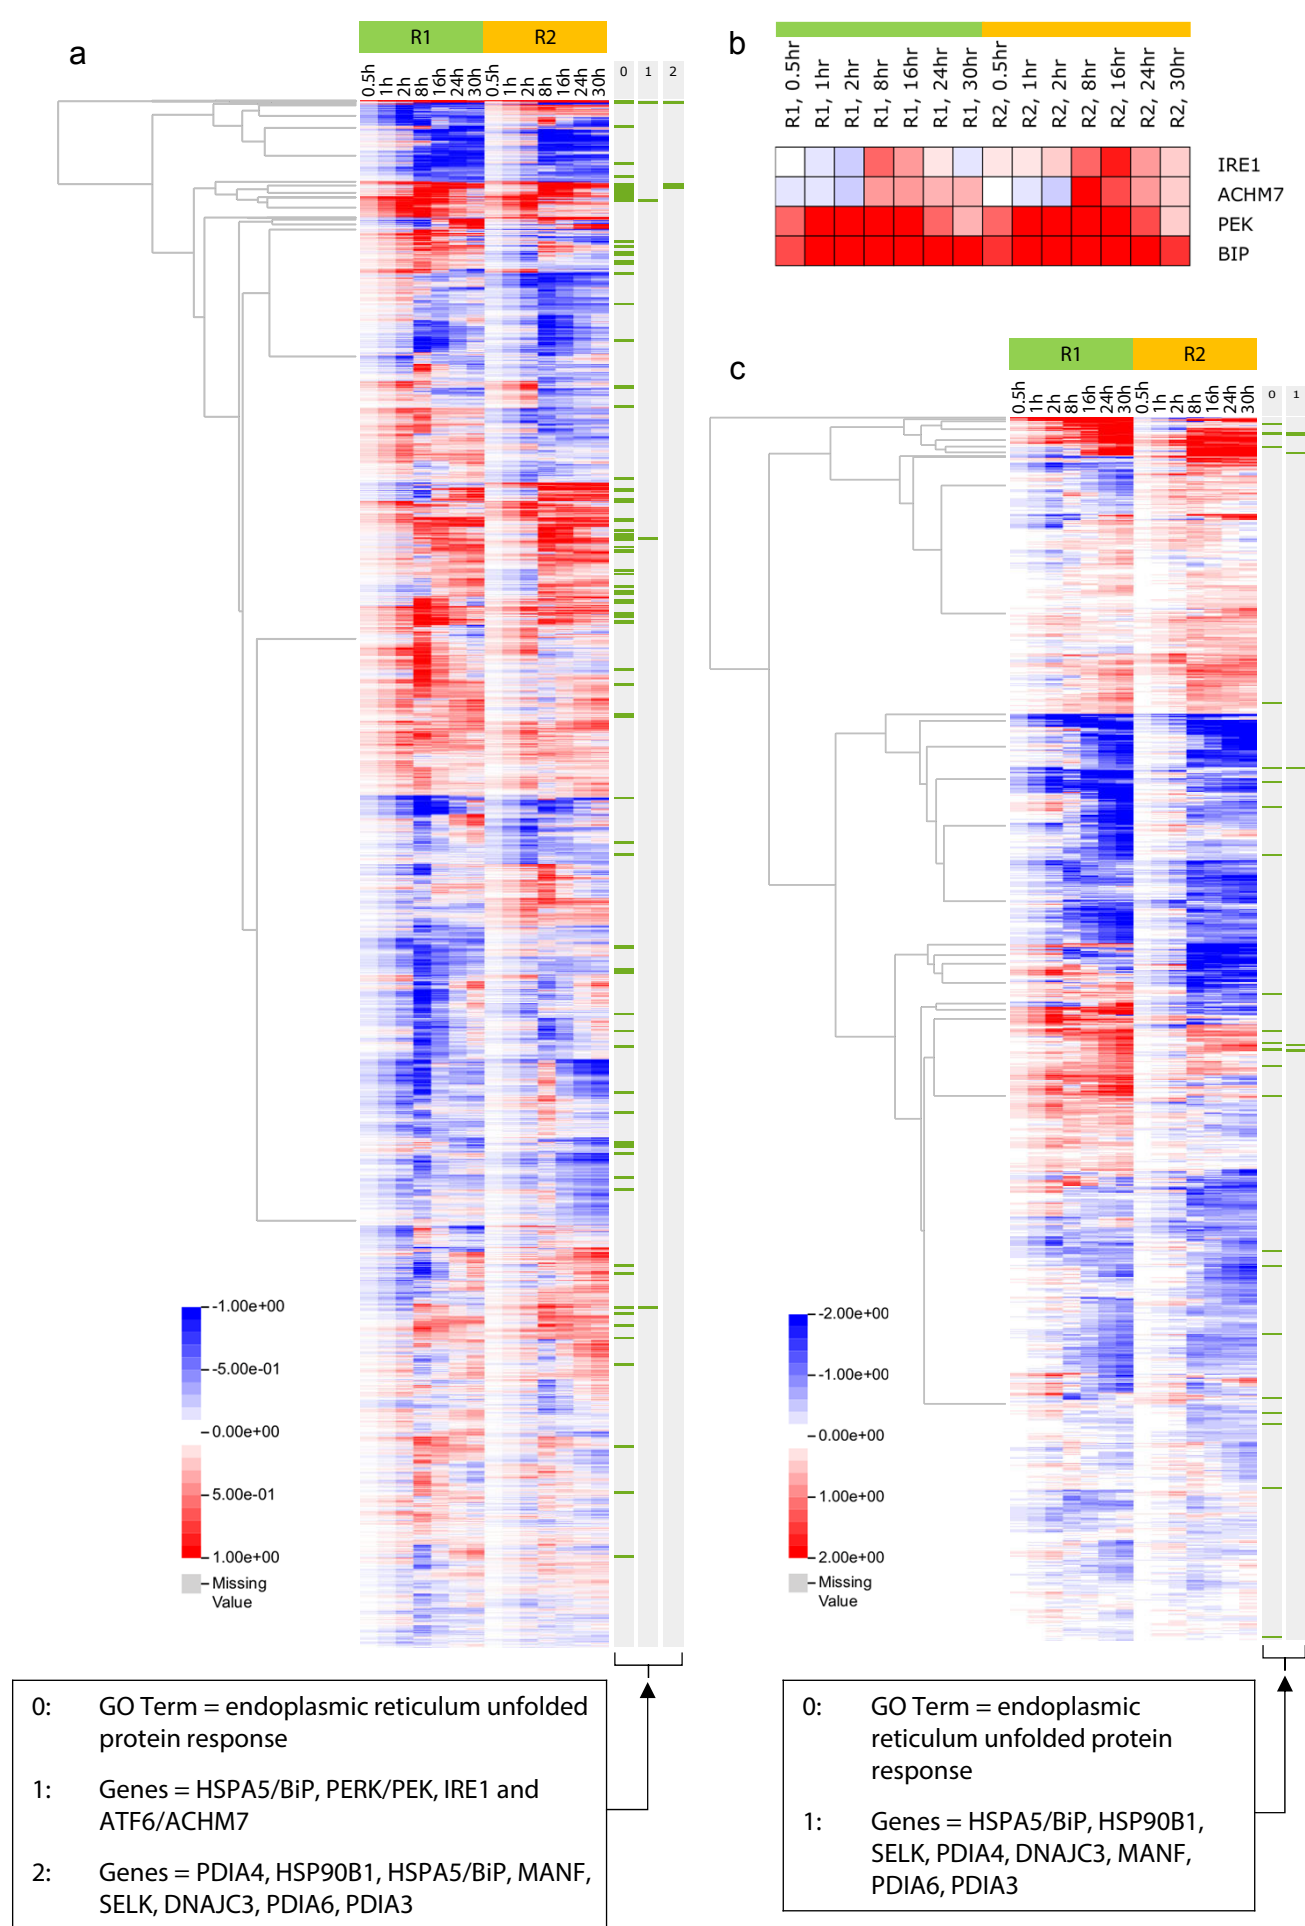 a
R1 R2
0.5h 1h 2h 8h 16h 24h 30h 0.5h 1h 2h 8h 16h 24h 30h
0 1 2
-1.00e+00
-5.00e-01
0.00e+00
5.00e-01
1.00e+00
Missing
Value
0: GO Term = endoplasmic reticulum unfolded
protein response
1: Genes = HSPA5/BiP, PERK/PEK, IRE1 and
ATF6/ACHM7
2: Genes = PDIA4, HSP90B1, HSPA5/BiP, MANF,
SELK, DNAJC3, PDIA6, PDIA3
b
R1, 0.5hr
R1, 1hr
R1, 2hr
R1, 8hr
R1, 16hr
R1, 24hr
R1, 30hr
R2, 0.5hr
R2, 1hr
R2, 2hr
R2, 8hr
R2, 16hr
R2, 24hr
R2, 30hr
IRE1
ACHM7
PEK
BIP
c
R1 R2
0.5h 1h 2h 8h 16h 24h 30h 0.5h 1h 2h 8h 16h 24h 30h
0 1
-2.00e+00
-1.00e+00
0.00e+00
1.00e+00
2.00e+00
Missing
Value
0: GO Term = endoplasmic
reticulum unfolded protein
response
1: Genes = HSPA5/BiP, HSP90B1,
SELK, PDIA4, DNAJC3, MANF,
PDIA6, PDIA3